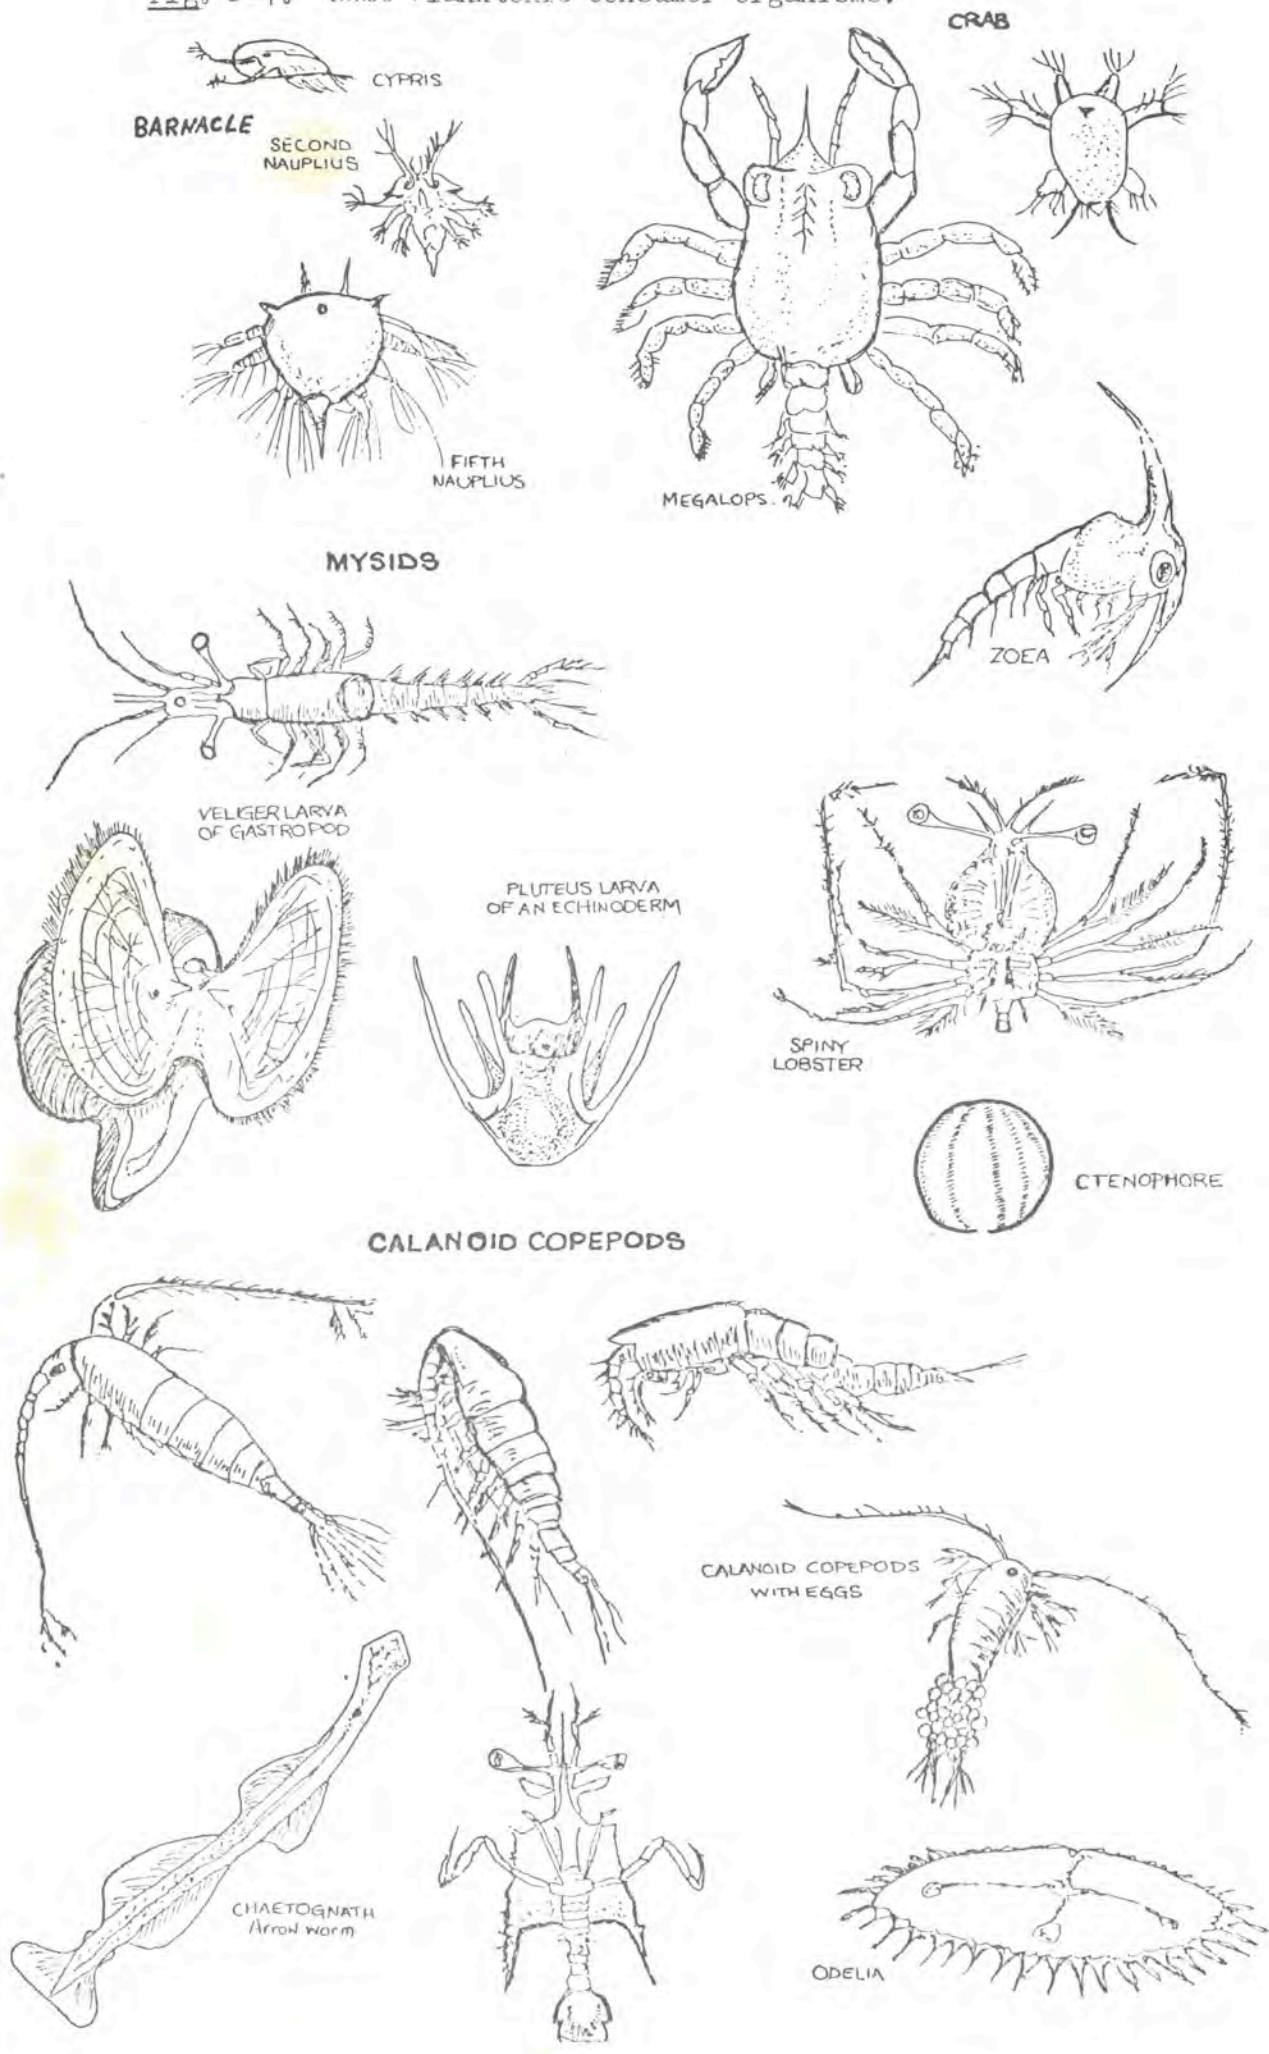 CRAB
CYPRIS
BARNACLE
SECOND
NAUPLIUS
FIFTH
NAUPLIUS
MEGALOPS.
ZOEA
MYSIDS
VELIGER LARVA
OF GASTROPOD
PLUTEUS LARVA
OF AN ECHINODERM
SPINY
LOBSTER
CTENOPHORE
CALANOID COPEPODS
CALANOID COPEPODS
WITH EGGS
CHAETOGNATH
Arrow worm
ODELIA